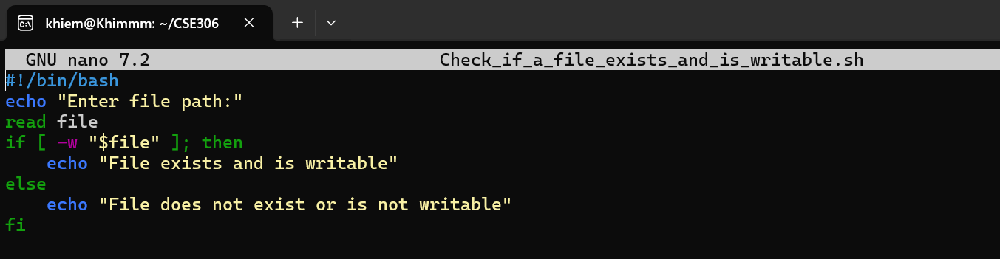 khiem@Khimmm: ~/CSE306
GNU nano 7.2 Check_if_a_file_exists_and_is_writable.sh
#!/bin/bash
echo "Enter file path:"
read file
if [ -w "$file" ]; then
    echo "File exists and is writable"
else
    echo "File does not exist or is not writable"
fi